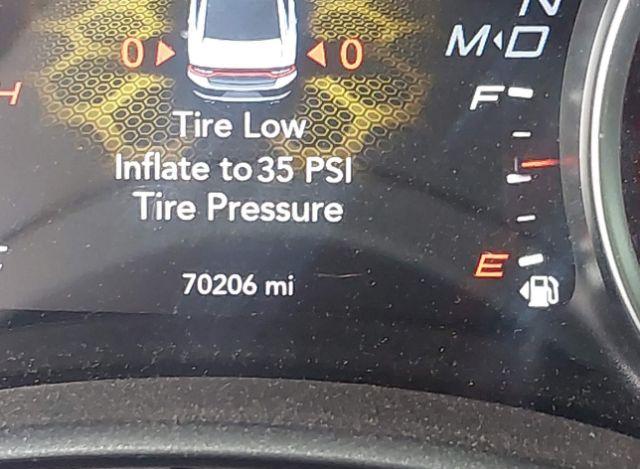 N
M D
0 0
H
F
Tire Low
Inflate to 35 PSI
Tire Pressure
E
70206 mi